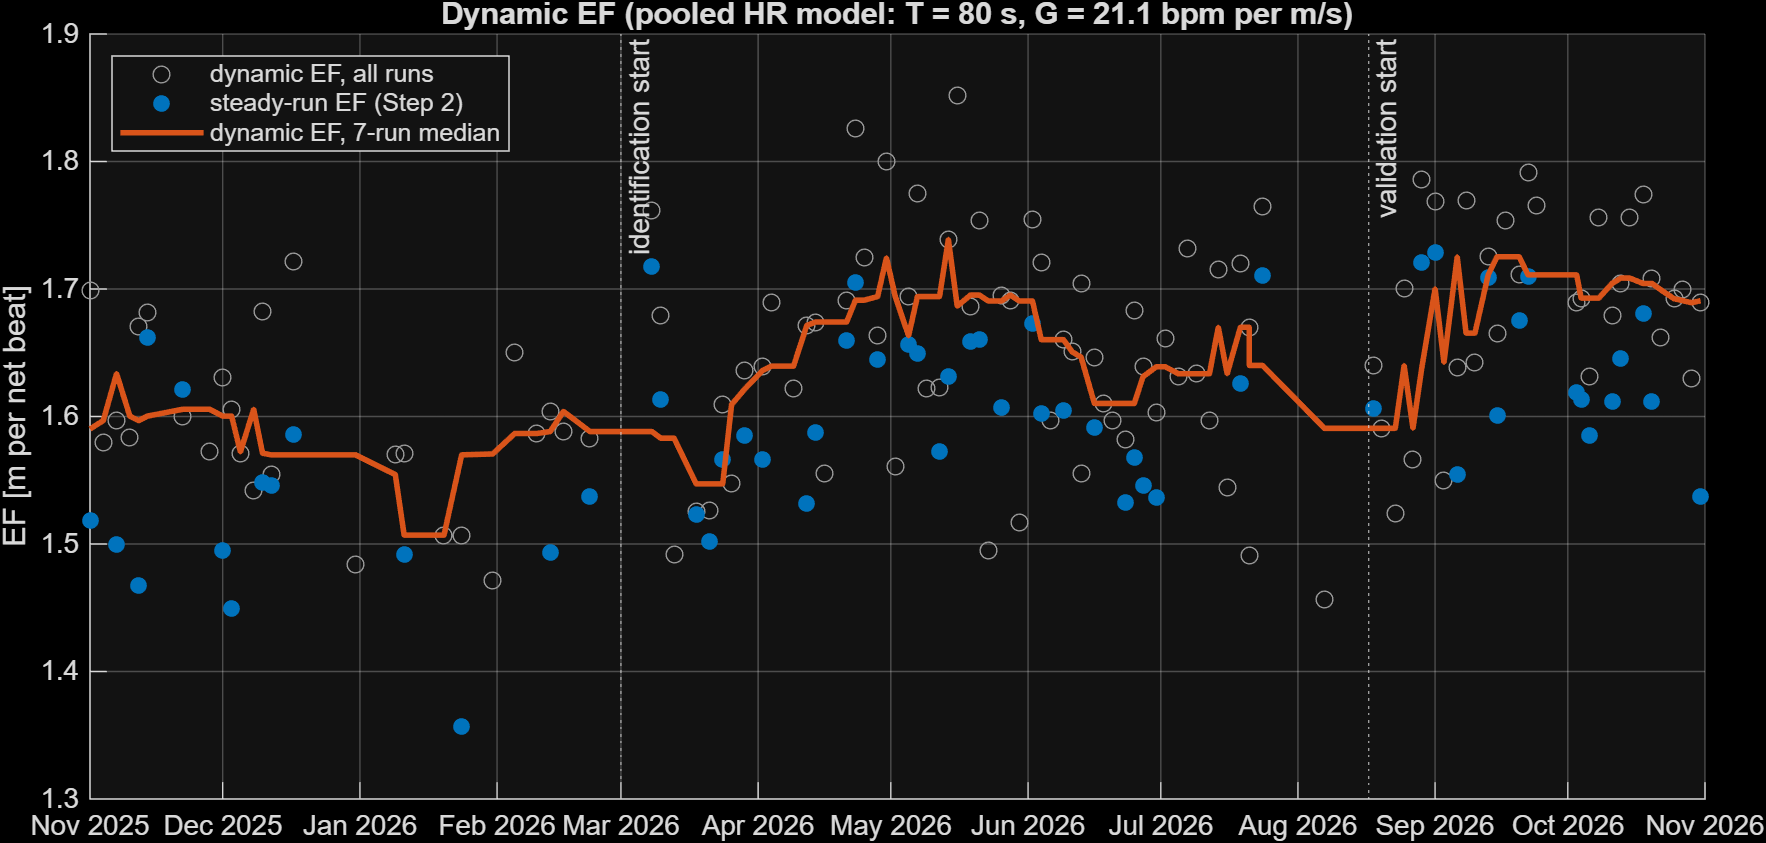 Dynamic EF (pooled HR model: T = 80 s, G = 21.1 bpm per m/s)
dynamic EF, all runs
steady-run EF (Step 2)
dynamic EF, 7-run median
identification start
validation start
EF [m per net beat]
1.9
1.8
1.7
1.6
1.5
1.4
1.3
Nov 2025 Dec 2025 Jan 2026 Feb 2026 Mar 2026 Apr 2026 May 2026 Jun 2026 Jul 2026 Aug 2026 Sep 2026 Oct 2026 Nov 2026